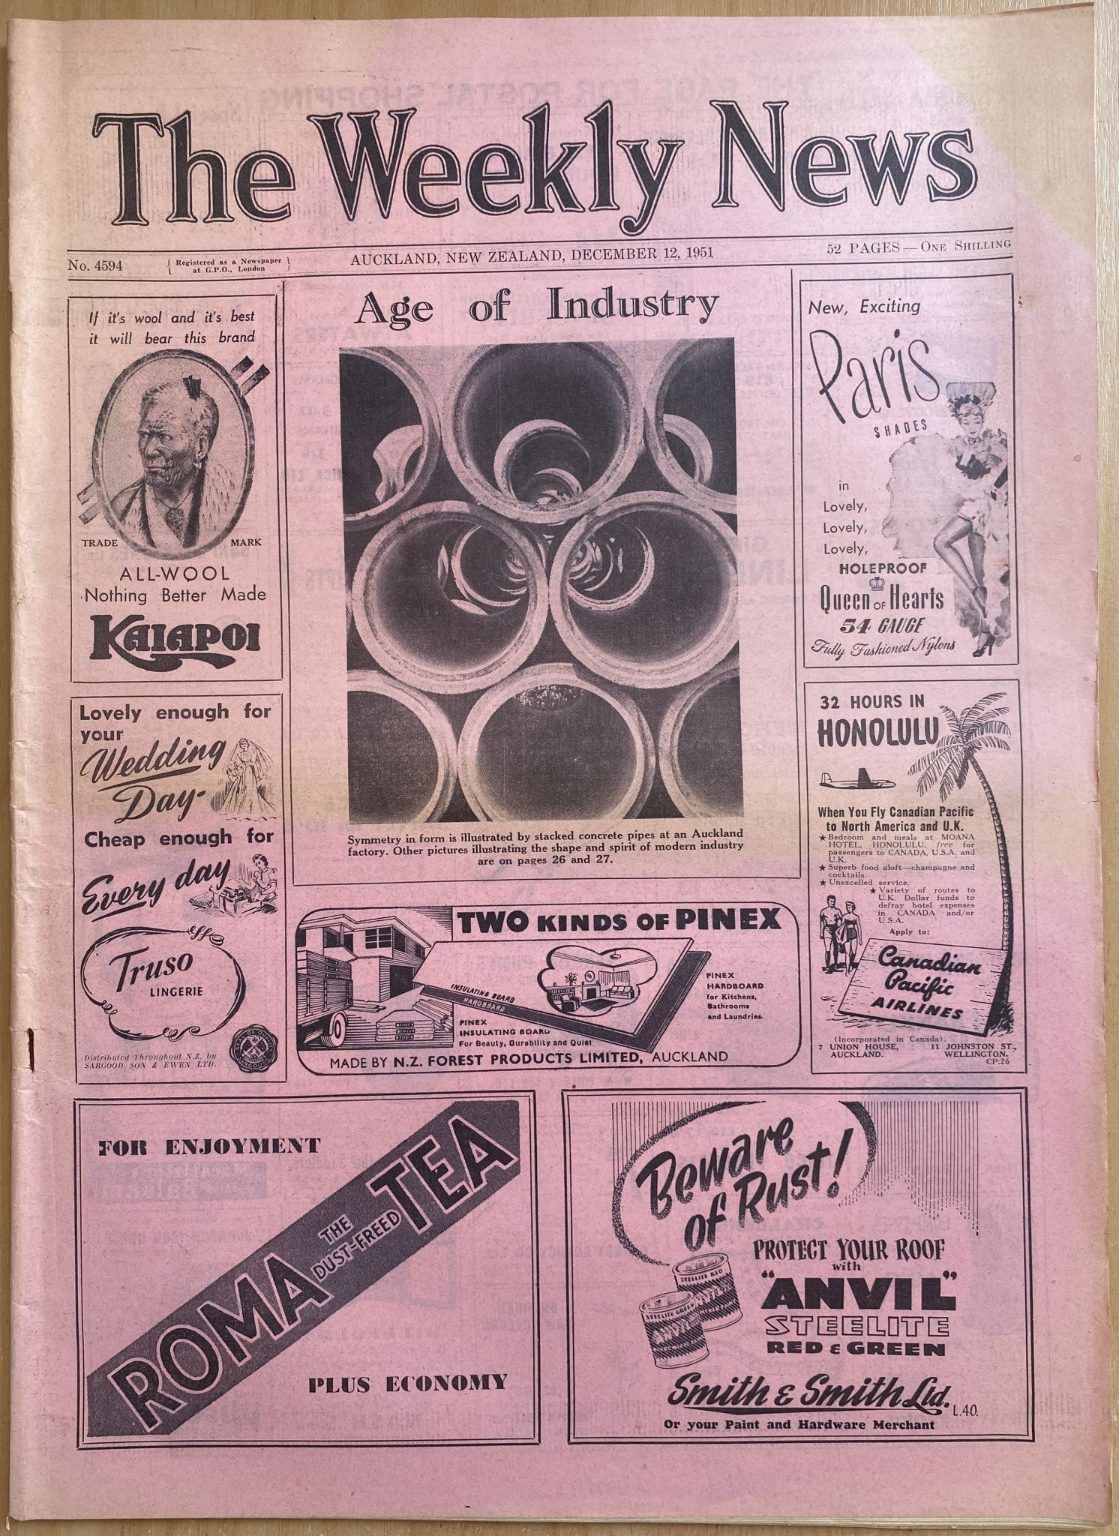 The Weekly News
No. 4594
Registered as a Newspaper
at G.P.O., London
AUCKLAND, NEW ZEALAND, DECEMBER 12, 1951
52 PAGES — ONE SHILLING
If it's wool and it's best
it will bear this brand
TRADE MARK
ALL-WOOL
Nothing Better Made
KAIAPOI
Lovely enough for
your
Wedding
Day-
Cheap enough for
Every day
Truso
LINGERIE
Distributed Throughout N.Z. by
SARGOOD SON & EWEN LTD.
Age of Industry
Symmetry in form is illustrated by stacked concrete pipes at an Auckland
factory. Other pictures illustrating the shape and spirit of modern industry
are on pages 26 and 27.
TWO KINDS OF PINEX
INSULATING BOARD
HARDBOARD
PINEX
HARDBOARD
for Kitchens,
Bathrooms
and Laundries.
PINEX
INSULATING BOARD
For Beauty, Durability and Quiet
MADE BY N.Z. FOREST PRODUCTS LIMITED, AUCKLAND
New, Exciting
Paris
SHADES
in
Lovely,
Lovely,
Lovely,
HOLEPROOF
Queen OF Hearts
54 GAUGE
Fully Fashioned Nylons
32 HOURS IN
HONOLULU
When You Fly Canadian Pacific
to North America and U.K.
★ Bedroom and meals at MOANA
HOTEL, HONOLULU, free for
passengers to CANADA, U.S.A. and
U.K.
★ Superb food aloft—champagne and
cocktails.
★ Unexcelled service.
★ Variety of routes to
U.K. Dollar funds to
defray hotel expenses
in CANADA and/or
U.S.A.
Apply to:
Canadian
Pacific
AIRLINES
(Incorporated in Canada).
7 UNION HOUSE, 11 JOHNSTON ST.,
AUCKLAND. WELLINGTON.
CP.26
FOR ENJOYMENT
ROMA THE DUST-FREED TEA
PLUS ECONOMY
Beware
of Rust!
PROTECT YOUR ROOF
with
"ANVIL"
STEELITE
RED & GREEN
STEELITE RED
STEELITE GREEN
Smith & Smith Ltd.
L.40.
Or your Paint and Hardware Merchant